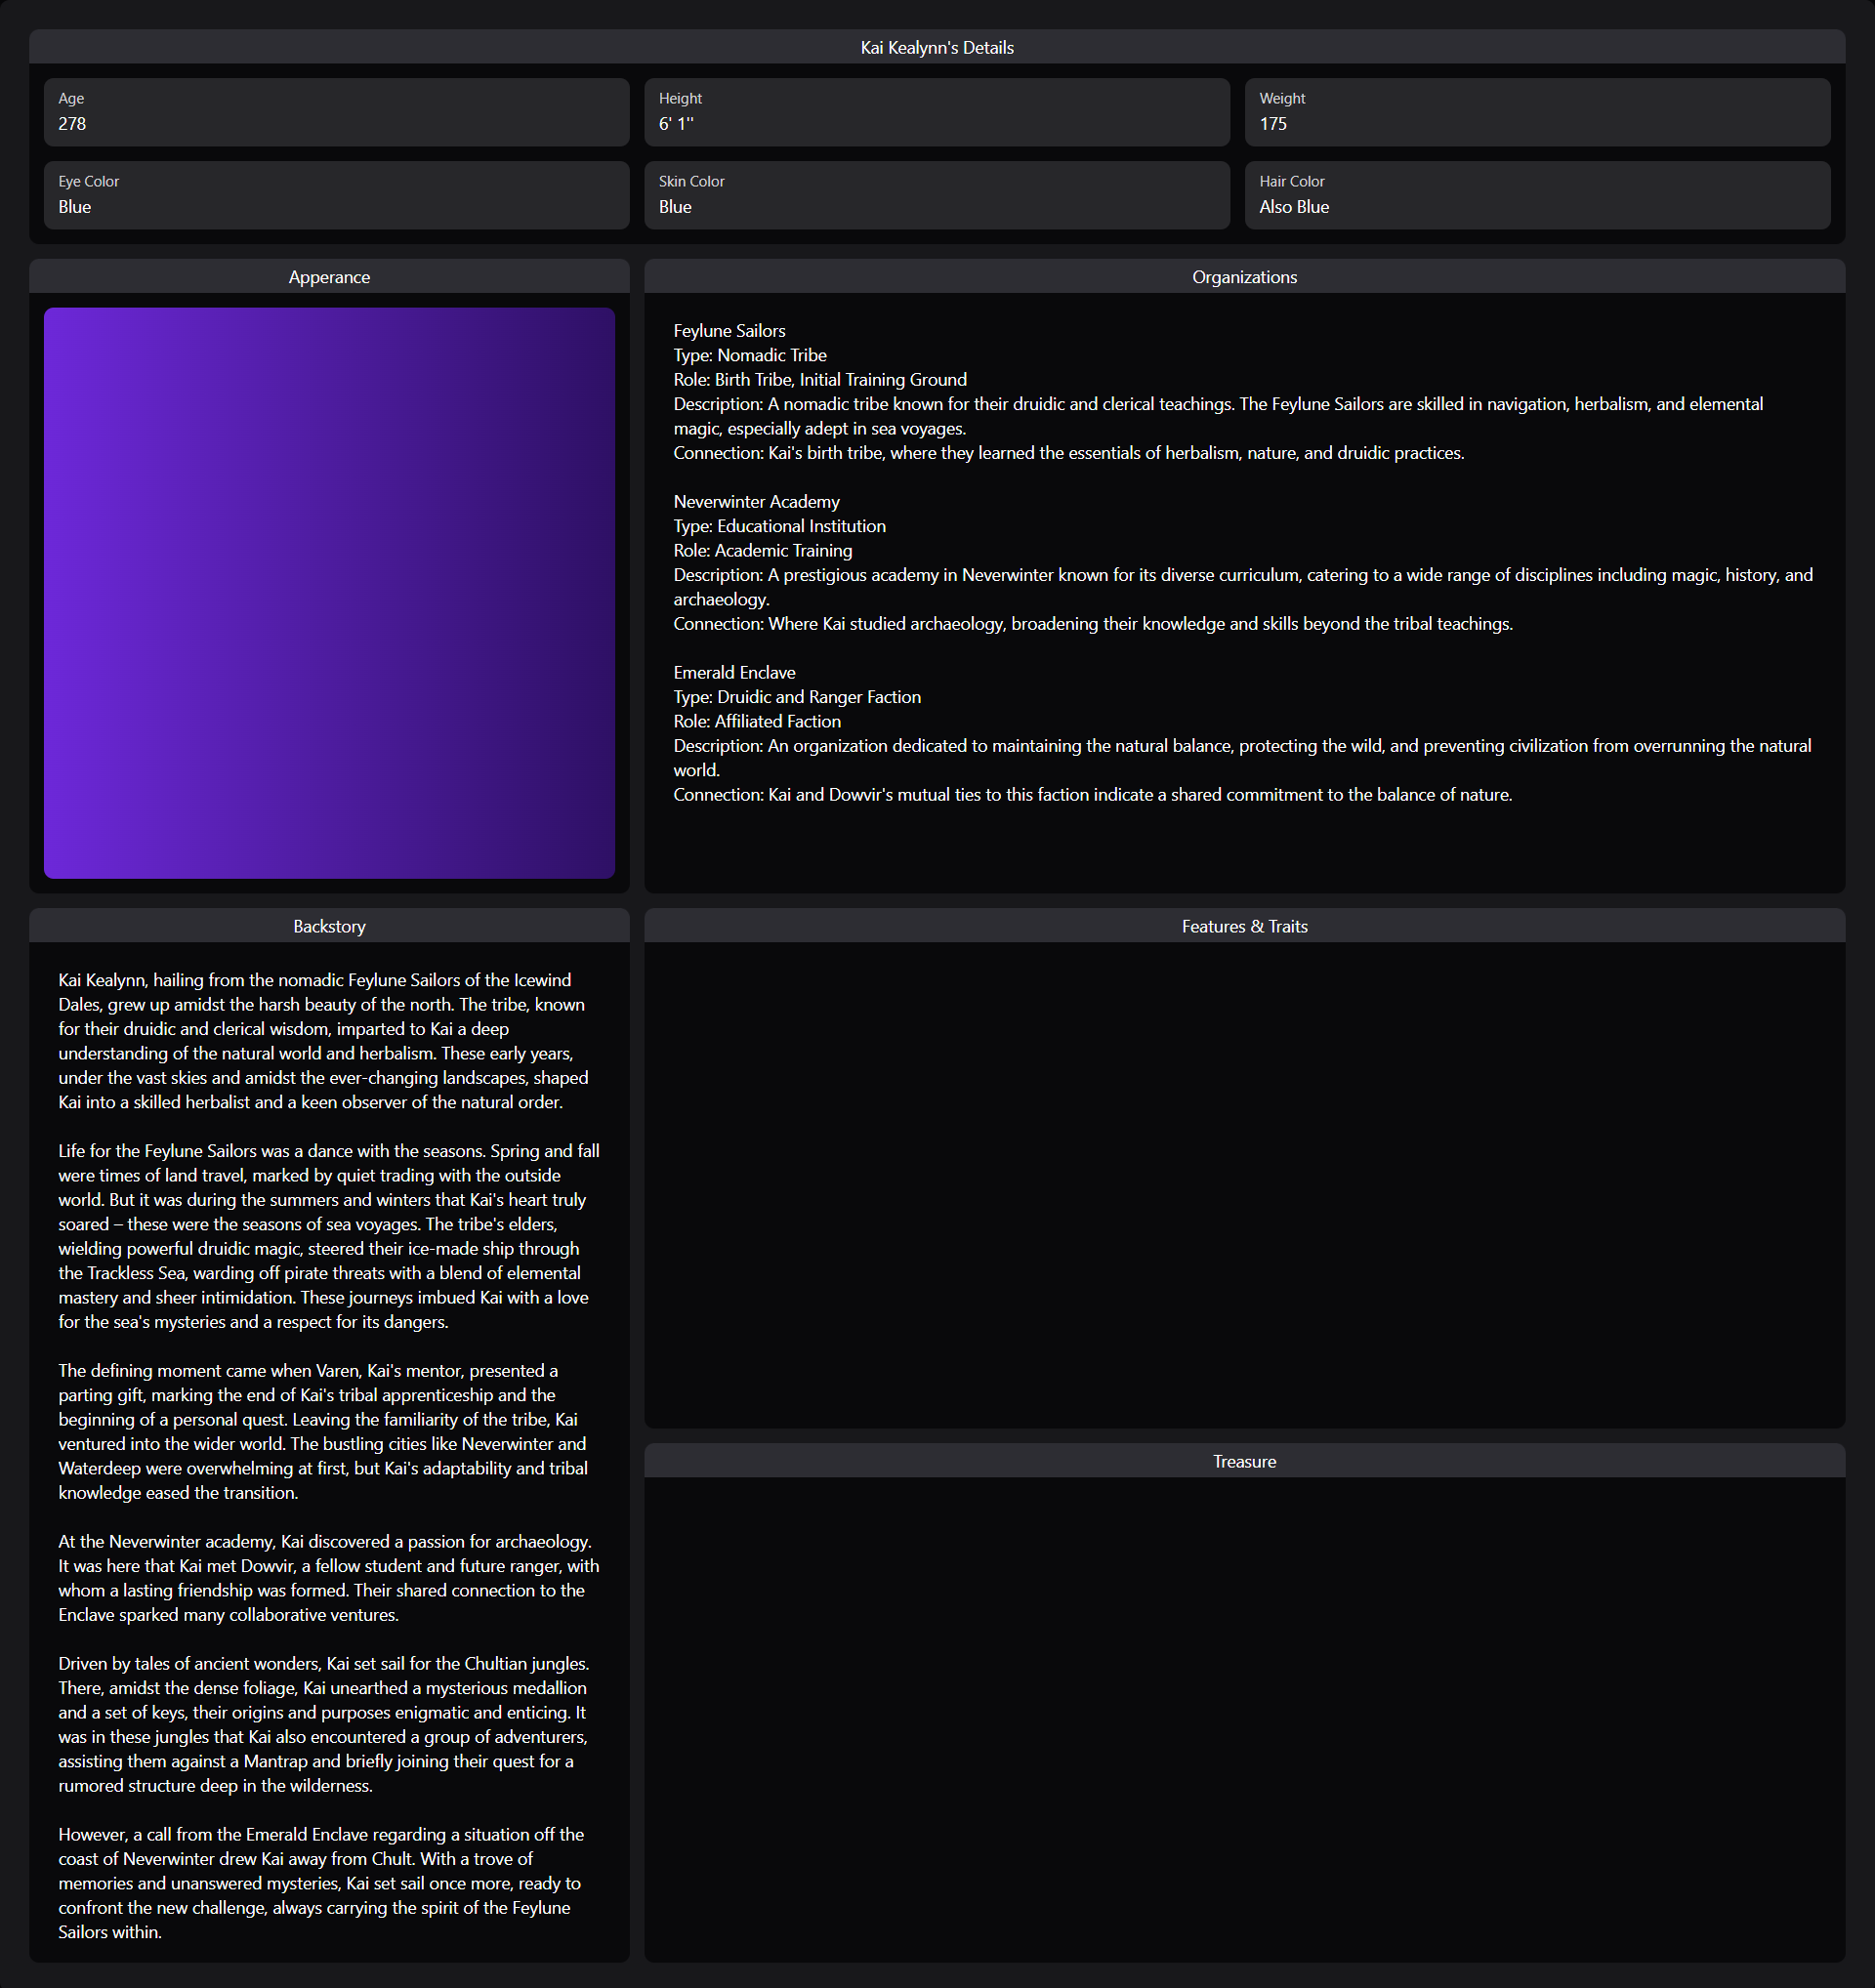 Kai Kealynn's Details
Age
278
Height
6' 1''
Weight
175
Eye Color
Blue
Skin Color
Blue
Hair Color
Also Blue
Apperance
Organizations
Feylune Sailors
Type: Nomadic Tribe
Role: Birth Tribe, Initial Training Ground
Description: A nomadic tribe known for their druidic and clerical teachings. The Feylune Sailors are skilled in navigation, herbalism, and elemental
magic, especially adept in sea voyages.
Connection: Kai's birth tribe, where they learned the essentials of herbalism, nature, and druidic practices.
Neverwinter Academy
Type: Educational Institution
Role: Academic Training
Description: A prestigious academy in Neverwinter known for its diverse curriculum, catering to a wide range of disciplines including magic, history, and
archaeology.
Connection: Where Kai studied archaeology, broadening their knowledge and skills beyond the tribal teachings.
Emerald Enclave
Type: Druidic and Ranger Faction
Role: Affiliated Faction
Description: An organization dedicated to maintaining the natural balance, protecting the wild, and preventing civilization from overrunning the natural
world.
Connection: Kai and Dowvir's mutual ties to this faction indicate a shared commitment to the balance of nature.
Backstory
Kai Kealynn, hailing from the nomadic Feylune Sailors of the Icewind
Dales, grew up amidst the harsh beauty of the north. The tribe, known
for their druidic and clerical wisdom, imparted to Kai a deep
understanding of the natural world and herbalism. These early years,
under the vast skies and amidst the ever-changing landscapes, shaped
Kai into a skilled herbalist and a keen observer of the natural order.
Life for the Feylune Sailors was a dance with the seasons. Spring and fall
were times of land travel, marked by quiet trading with the outside
world. But it was during the summers and winters that Kai's heart truly
soared – these were the seasons of sea voyages. The tribe's elders,
wielding powerful druidic magic, steered their ice-made ship through
the Trackless Sea, warding off pirate threats with a blend of elemental
mastery and sheer intimidation. These journeys imbued Kai with a love
for the sea's mysteries and a respect for its dangers.
The defining moment came when Varen, Kai's mentor, presented a
parting gift, marking the end of Kai's tribal apprenticeship and the
beginning of a personal quest. Leaving the familiarity of the tribe, Kai
ventured into the wider world. The bustling cities like Neverwinter and
Waterdeep were overwhelming at first, but Kai's adaptability and tribal
knowledge eased the transition.
At the Neverwinter academy, Kai discovered a passion for archaeology.
It was here that Kai met Dowvir, a fellow student and future ranger, with
whom a lasting friendship was formed. Their shared connection to the
Enclave sparked many collaborative ventures.
Driven by tales of ancient wonders, Kai set sail for the Chultian jungles.
There, amidst the dense foliage, Kai unearthed a mysterious medallion
and a set of keys, their origins and purposes enigmatic and enticing. It
was in these jungles that Kai also encountered a group of adventurers,
assisting them against a Mantrap and briefly joining their quest for a
rumored structure deep in the wilderness.
However, a call from the Emerald Enclave regarding a situation off the
coast of Neverwinter drew Kai away from Chult. With a trove of
memories and unanswered mysteries, Kai set sail once more, ready to
confront the new challenge, always carrying the spirit of the Feylune
Sailors within.
Features & Traits
Treasure